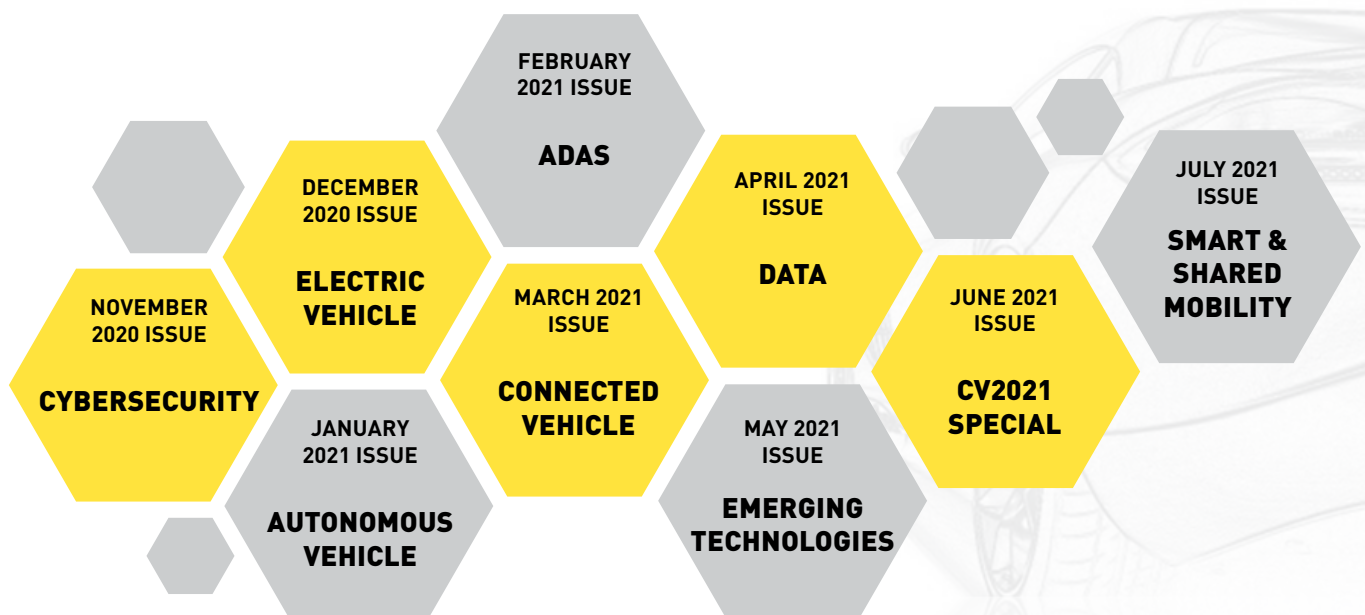 NOVEMBER
2020 ISSUE
CYBERSECURITY
DECEMBER
2020 ISSUE
ELECTRIC
VEHICLE
JANUARY
2021 ISSUE
AUTONOMOUS
VEHICLE
FEBRUARY
2021 ISSUE
ADAS
MARCH 2021
ISSUE
CONNECTED
VEHICLE
APRIL 2021
ISSUE
DATA
MAY 2021
ISSUE
EMERGING
TECHNOLOGIES
JUNE 2021
ISSUE
CV2021
SPECIAL
JULY 2021
ISSUE
SMART &
SHARED
MOBILITY